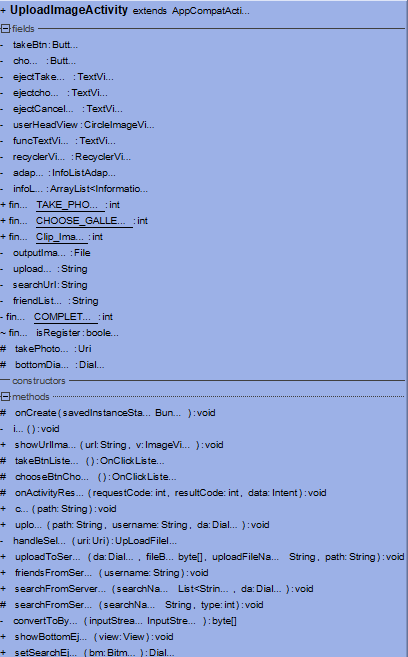 + UploadImageActivity extends AppCompatActi...
fields
- takeBtn: Butt...
- cho... : Butt...
- ejectTake... : TextVi...
- ejectcho... : TextVi...
- ejectCancel... : TextVi...
- userHeadView : CircleImageVi...
- funcTextVi... : TextVi...
- recyclerVi... : RecyclerVi...
- adap... : InfoListAdap...
- infoL... : ArrayList<Informatio...
+ fin... TAKE_PHO... : int
+ fin... CHOOSE_GALLE... : int
+ fin... Clip_Ima... : int
- outputIma... : File
- upload... : String
- searchUrl: String
- friendList... : String
- fin... COMPLET... : int
~ fin... isRegister : boole...
# takePhoto... : Uri
# bottomDia... : Dial...
constructors
methods
# onCreate ( savedInstanceSta... Bun... ) : void
- i... ( ) : void
+ showUrlIma... ( url: String, v: ImageVi... ) : void
# takeBtnListe... ( ) : OnClickListe...
# chooseBtnCho... ( ) : OnClickListe...
# onActivityRes... ( requestCode: int, resultCode: int, data: Intent) : void
+ c... ( path: String) : void
+ uplo... ( path: String, username: String, da: Dial... ) : void
- handleSel... ( uri: Uri) : UpLoadFileI...
+ uploadToSer... ( da: Dial... , fileB... byte[], uploadFileNa... String, path: String) : void
+ friendsFromSer... ( username: String) : void
+ searchFromServer... ( searchNa... List<Strin... , da: Dial... ) : void
# searchFromSer... ( searchNa... String, type: int) : void
- convertToBy... ( inputStrea... InputStre... ) : byte[]
+ showBottomEj... ( view: View) : void
+ setSearchEj... ( bm: Bitm... ) : Dial...